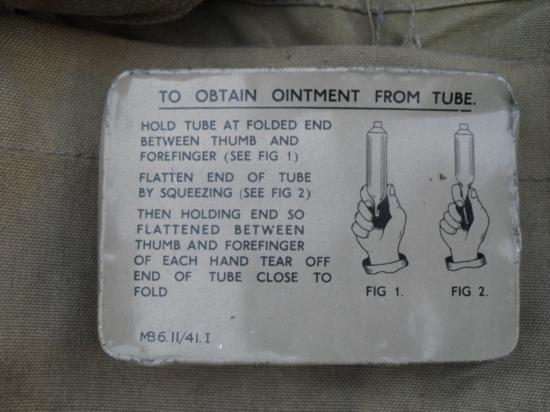 TO OBTAIN OINTMENT FROM TUBE.
HOLD TUBE AT FOLDED END
BETWEEN THUMB AND
FOREFINGER (SEE FIG 1)
FLATTEN END OF TUBE
BY SQUEEZING (SEE FIG 2)
THEN HOLDING END SO
FLATTENED BETWEEN
THUMB AND FOREFINGER
OF EACH HAND TEAR OFF
END OF TUBE CLOSE TO
FOLD
FIG 1.
FIG 2.
MB6.11/41.I